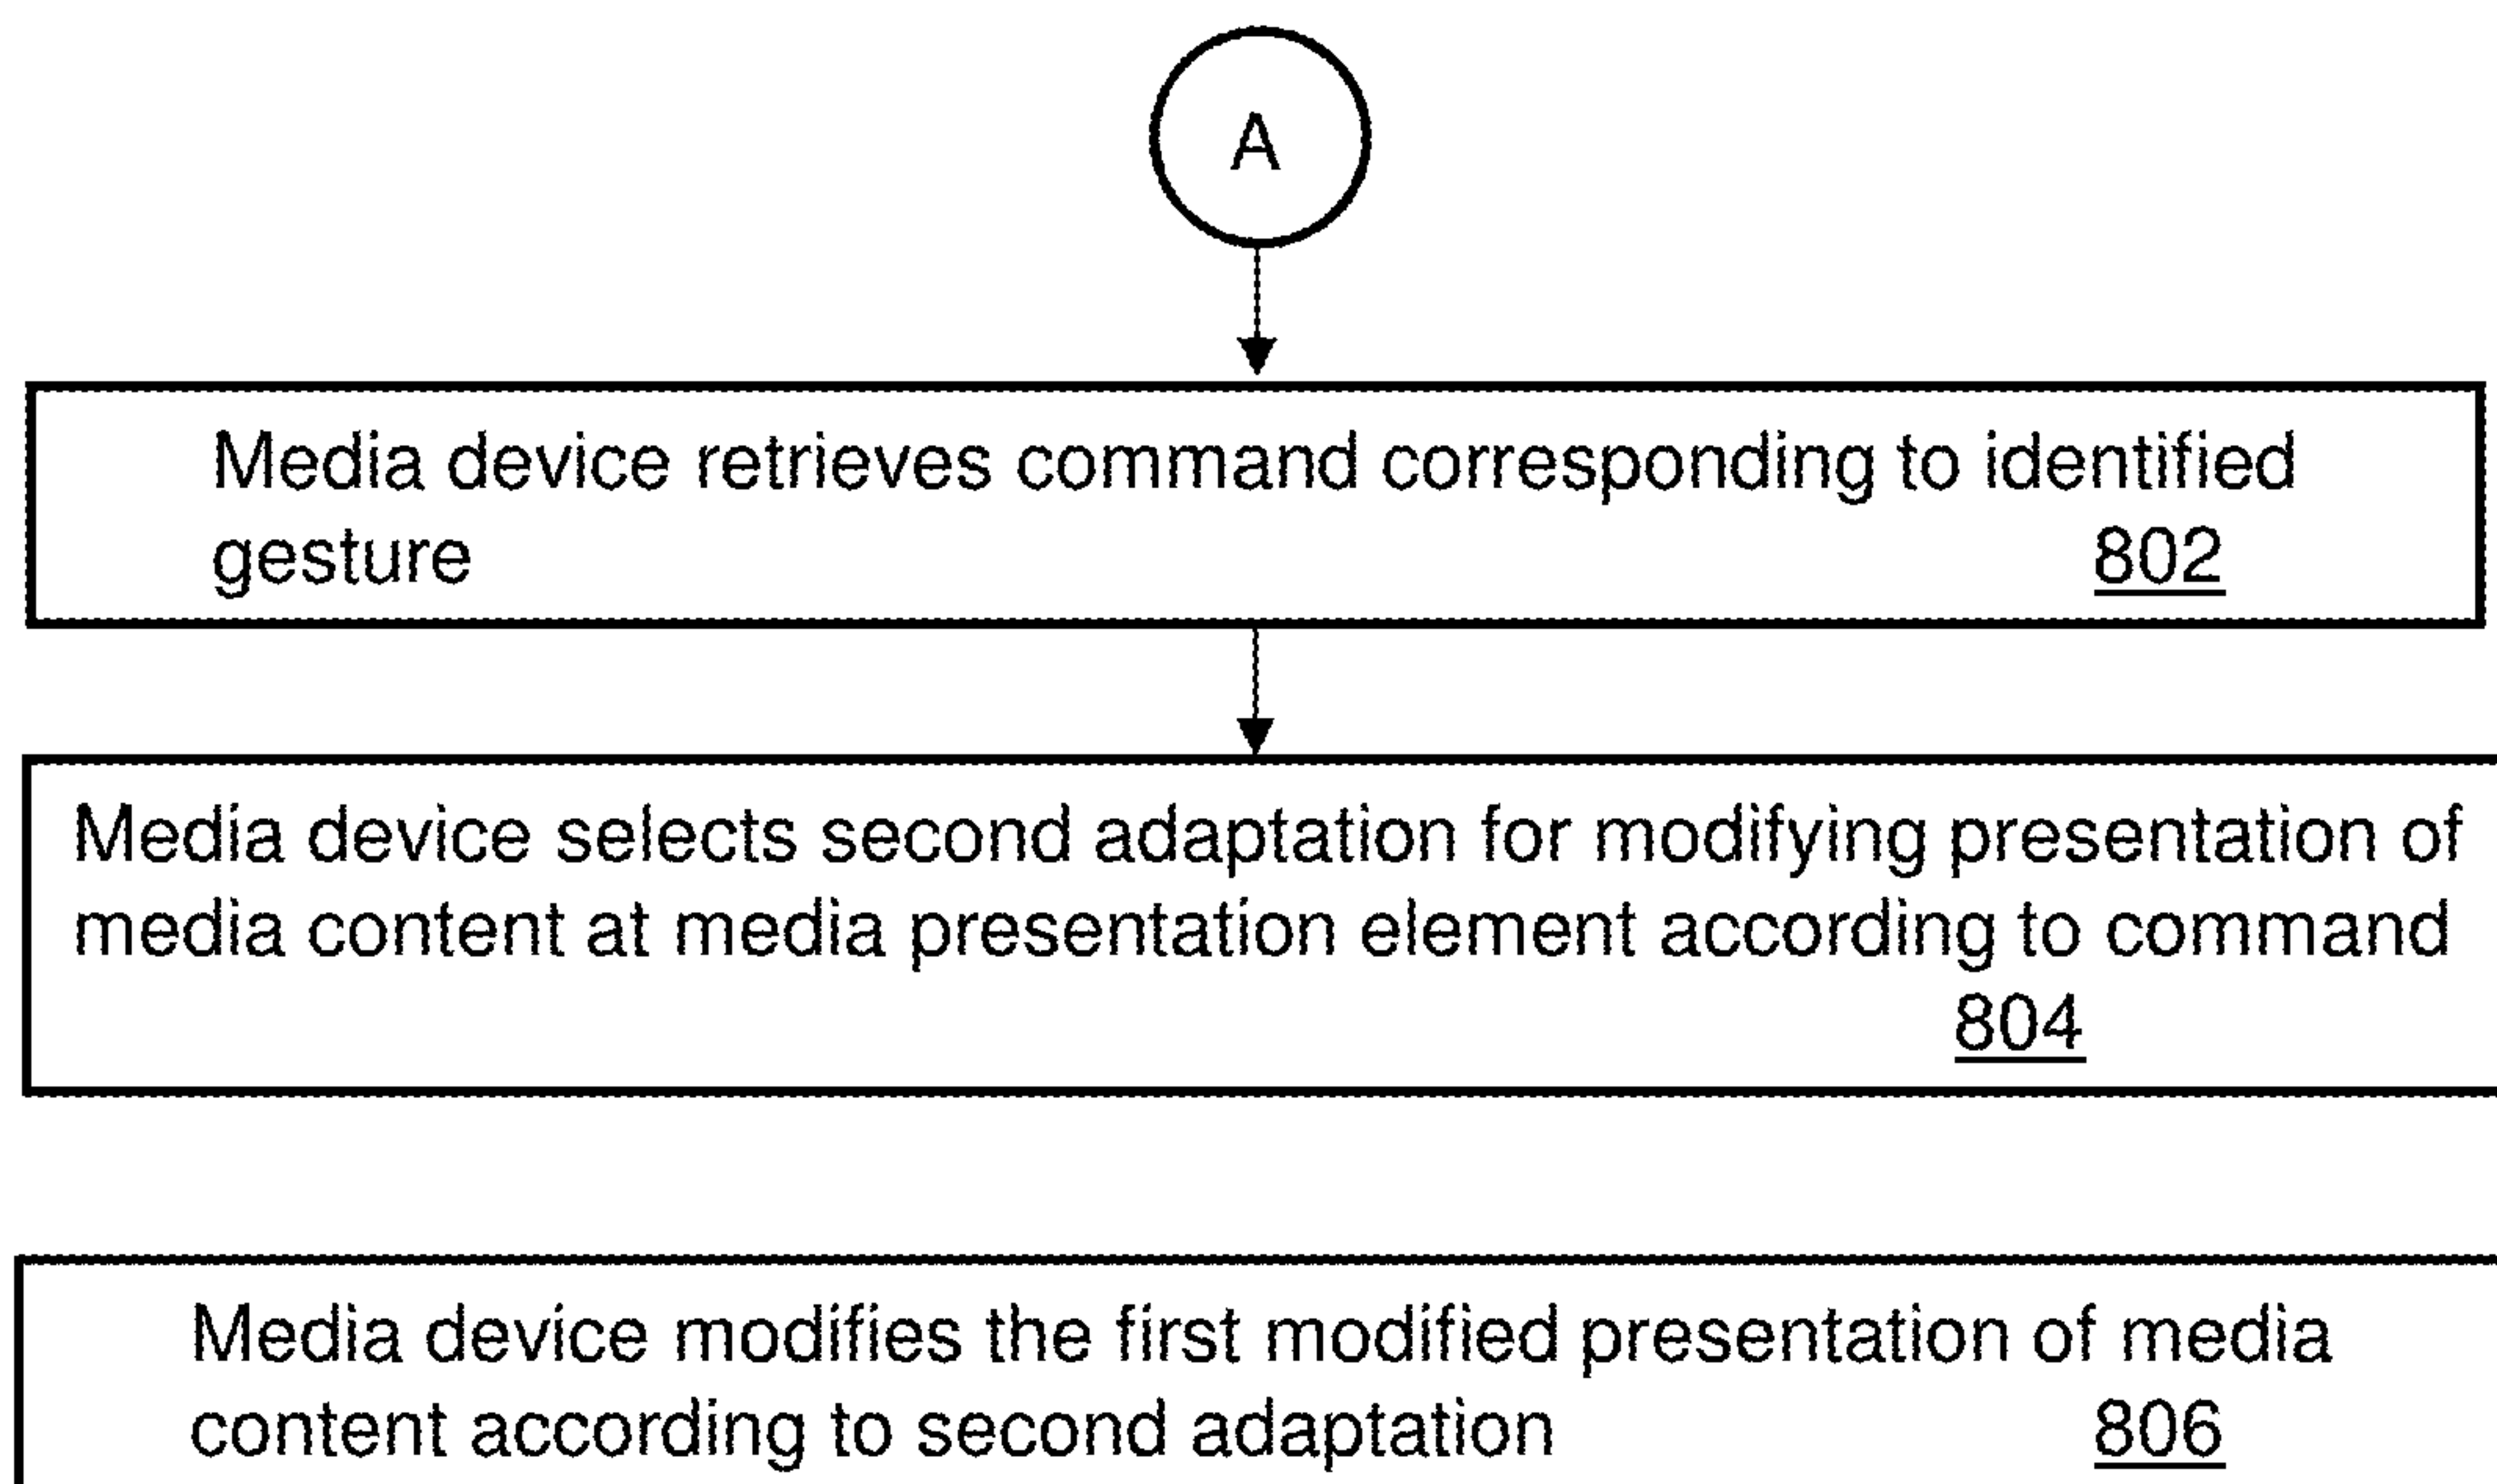 A
Media device retrieves command corresponding to identified
gesture 802
Media device selects second adaptation for modifying presentation of
media content at media presentation element according to command
804
Media device modifies the first modified presentation of media
content according to second adaptation 806